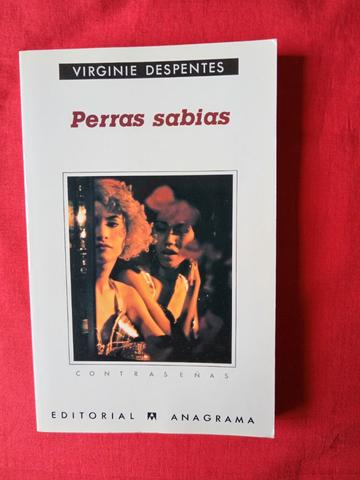 VIRGINIE DESPENTES
Perras sabias
CONTRASEÑAS
EDITORIAL ANAGRAMA